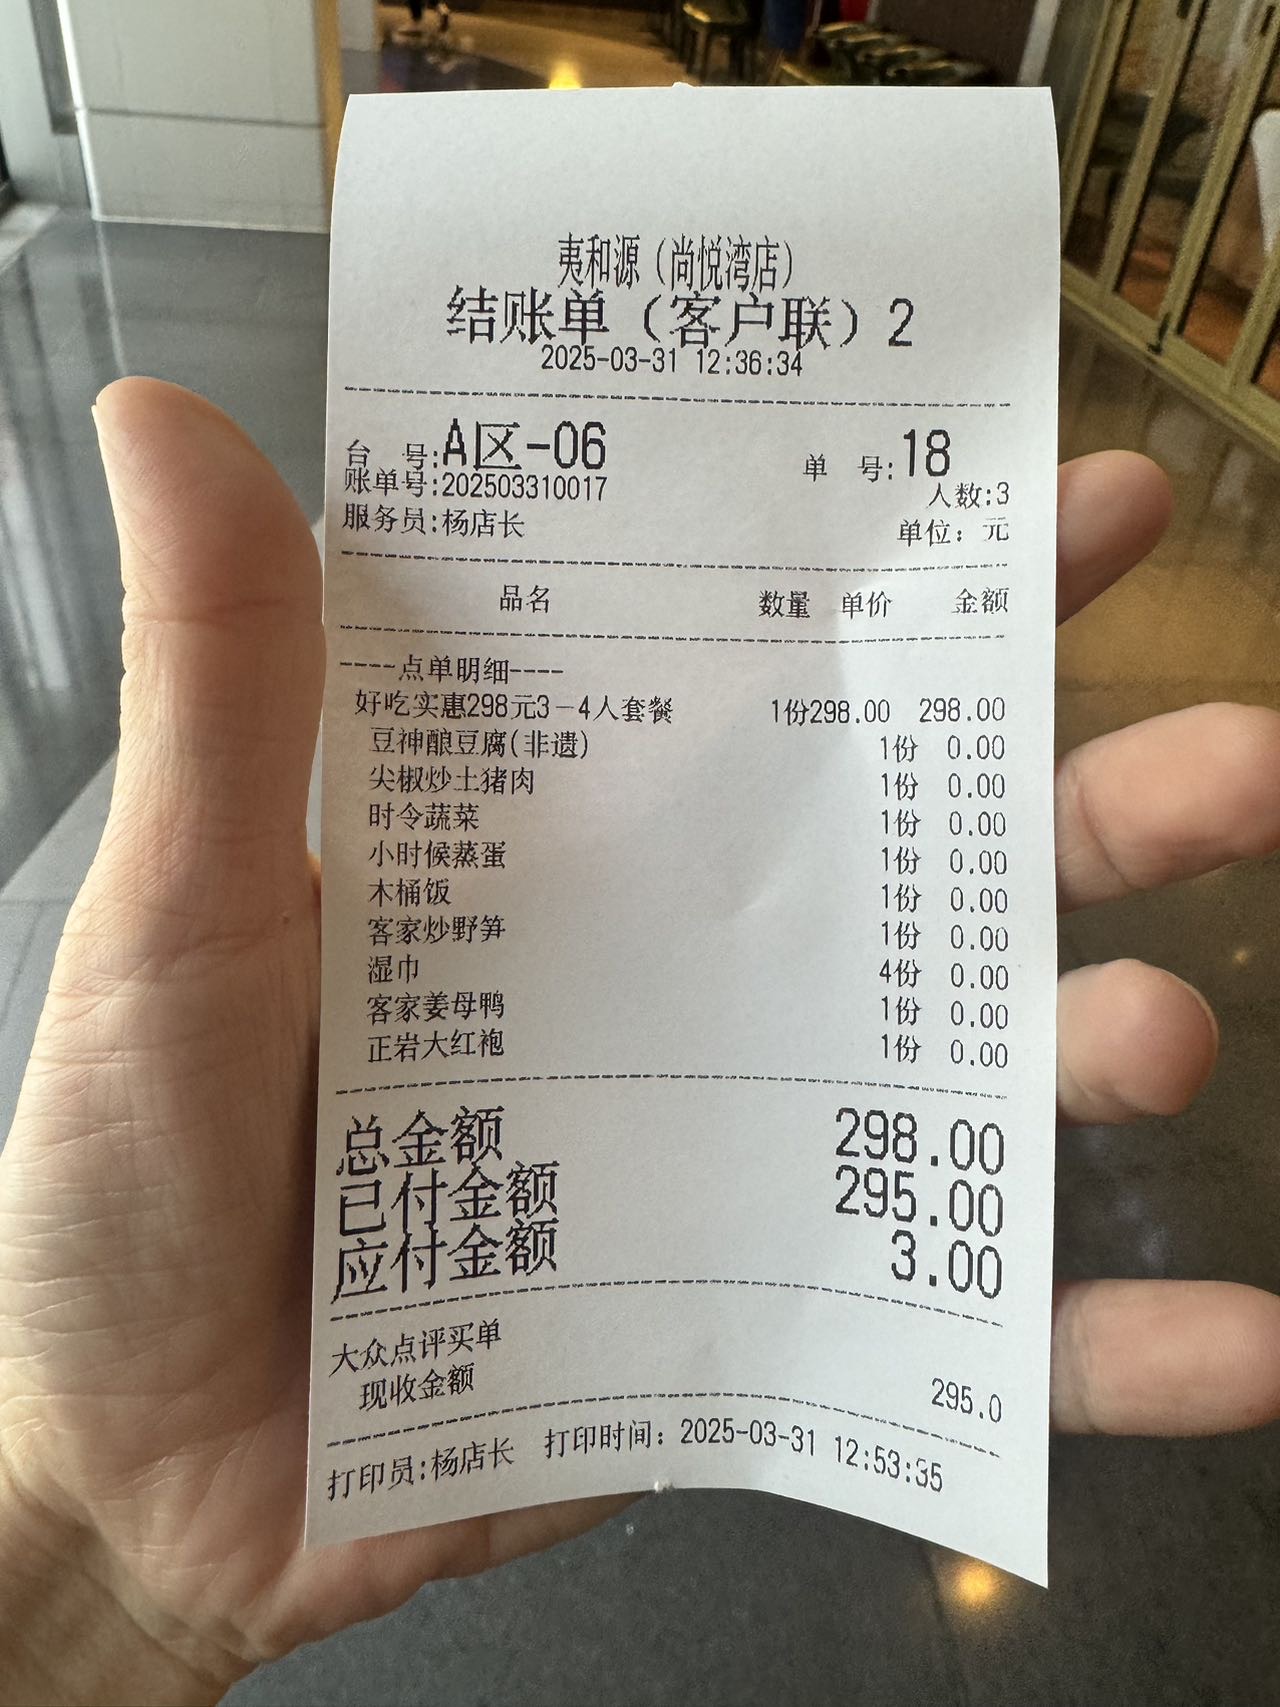 夷和源（尚悦湾店）
结账单（客户联）2
2025-03-31 12:36:34
台 号:A区-06 单 号:18
账单号:202503310017 人数:3
服务员:杨店长 单位：元
品名 数量 单价 金额
----点单明细----
好吃实惠298元3-4人套餐 1份298.00 298.00
豆神酿豆腐(非遗) 1份 0.00
尖椒炒土猪肉 1份 0.00
时令蔬菜 1份 0.00
小时候蒸蛋 1份 0.00
木桶饭 1份 0.00
客家炒野笋 1份 0.00
湿巾 4份 0.00
客家姜母鸭 1份 0.00
正岩大红袍 1份 0.00
总金额 298.00
已付金额 295.00
应付金额 3.00
大众点评买单
现收金额 295.0
打印员:杨店长 打印时间：2025-03-31 12:53:35